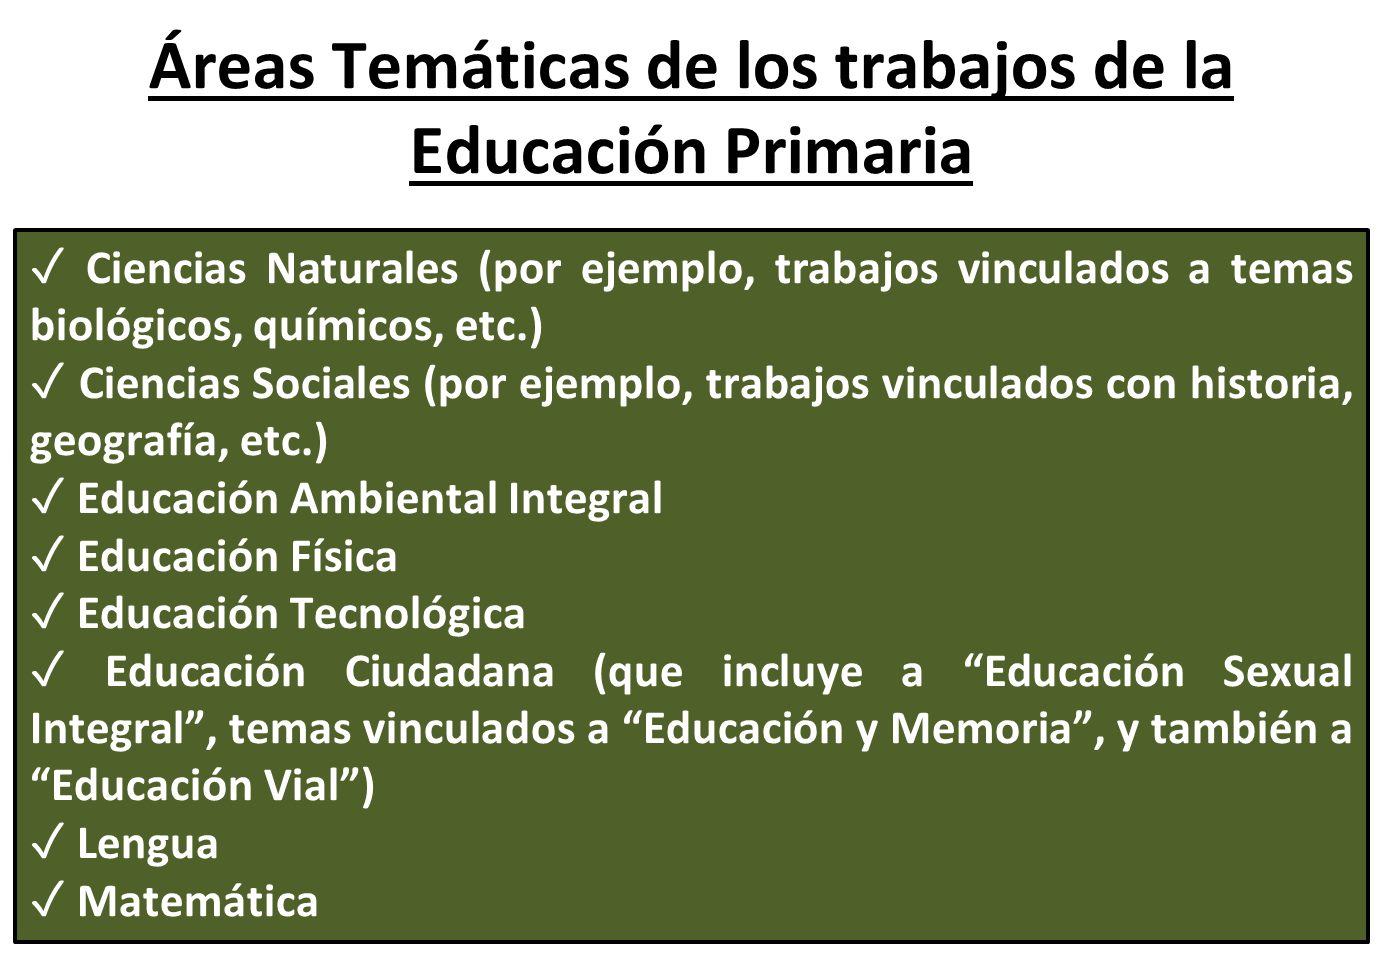 Áreas Temáticas de los trabajos de la
Educación Primaria
✓ Ciencias Naturales (por ejemplo, trabajos vinculados a temas
biológicos, químicos, etc.)
✓ Ciencias Sociales (por ejemplo, trabajos vinculados con historia,
geografía, etc.)
✓ Educación Ambiental Integral
✓ Educación Física
✓ Educación Tecnológica
✓ Educación Ciudadana (que incluye a “Educación Sexual
Integral”, temas vinculados a “Educación y Memoria”, y también a
“Educación Vial”)
✓ Lengua
✓ Matemática